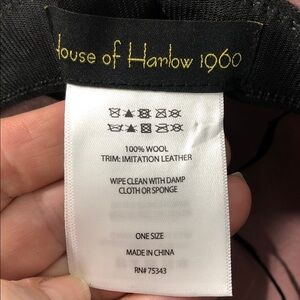 House of Harlow 1960
100% WOOL
TRIM: IMITATION LEATHER
WIPE CLEAN WITH DAMP
CLOTH OR SPONGE
ONE SIZE
MADE IN CHINA
RN# 75343